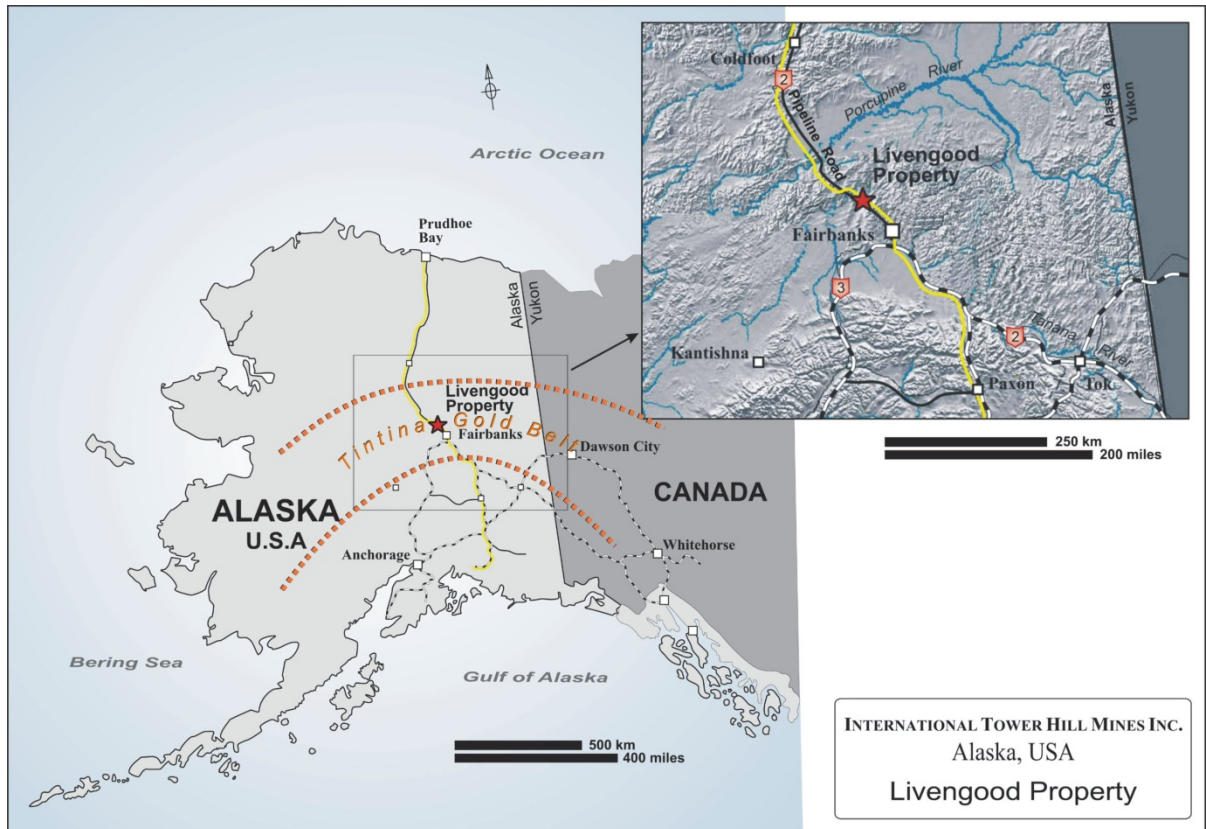 Arctic Ocean
Prudhoe
Bay
Alaska
Yukon
Livengood
Property
Tintina Gold Belt
Fairbanks
Dawson City
ALASKA
U.S.A
CANADA
Anchorage
Whitehorse
Bering Sea
Gulf of Alaska
500 km
400 miles
Coldfoot
2
Pipeline Road
Porcupine River
Alaska
Yukon
Livengood
Property
Fairbanks
3
2
Tanana
River
Kantishna
Paxon
Tok
250 km
200 miles
INTERNATIONAL TOWER HILL MINES INC.
Alaska, USA
Livengood Property